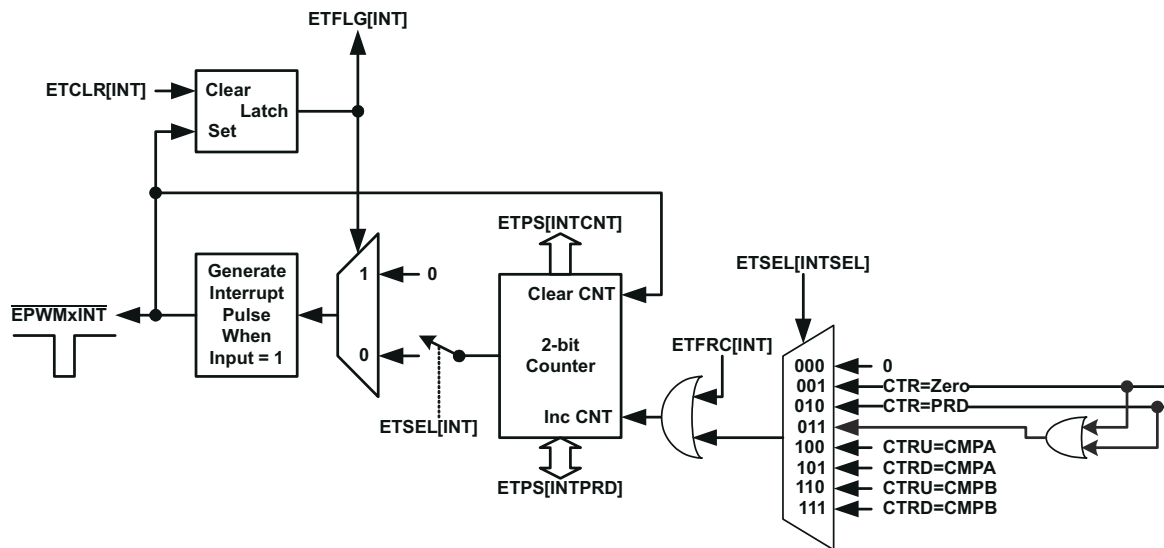 ETFLG[INT]
ETCLR[INT]
Clear
Latch
Set
ETPS[INTCNT]
ETSEL[INTSEL]
Generate
Interrupt
Pulse
When
Input = 1
1
0
0
EPWMxINT
Clear CNT
2-bit
Counter
Inc CNT
ETSEL[INT]
ETPS[INTPRD]
ETFRC[INT]
000
0
001
CTR=Zero
010
CTR=PRD
011
100
CTRU=CMPA
101
CTRD=CMPA
110
CTRU=CMPB
111
CTRD=CMPB